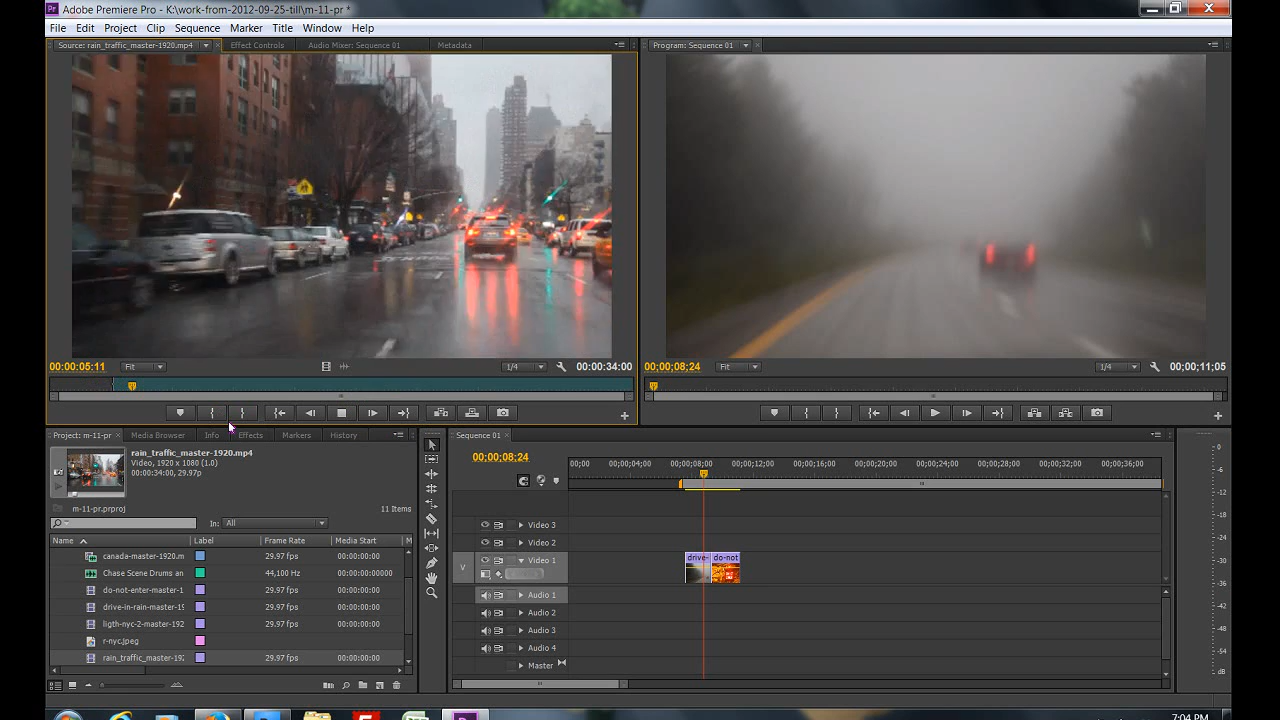 Adobe Premiere Pro - K:\work-from-2012-09-25-till\m-11-pr *
File Edit Project Clip Sequence Marker Title Window Help
Source: rain_traffic_master-1920.mp4 Effect Controls Audio Mixer: Sequence 01 Metadata
Program: Sequence 01
00:00:05:11 Fit 1/4 00:00:34:00
00;00;08;24 Fit 1/4 00;00;11;05
Project: m-11-pr Media Browser Info Effects Markers History
rain_traffic_master-1920.mp4
Video, 1920 x 1080 (1.0)
00:00:34:00, 29.97p
m-11-pr.prproj 11 Items
In: All
Name Label Frame Rate Media Start M
canada-master-1920.m 29.97 fps 00:00:00:00
Chase Scene Drums an 44,100 Hz 00:00:00:00000
do-not-enter-master-1 29.97 fps 00:00:00:00
drive-in-rain-master-19 29.97 fps 00:00:00:00
ligth-nyc-2-master-192 29.97 fps 00:00:00:00
r-nyc.jpeg
rain_traffic_master-192 29.97 fps 00:00:00:00
Sequence 01
00;00;08;24
00;00 00;00;04;00 00;00;08;00 00;00;12;00 00;00;16;00 00;00;20;00 00;00;24;00 00;00;28;00 00;00;32;00 00;00;36;00
Video 3
Video 2
V Video 1 drive- do-not
Audio 1
Audio 2
Audio 3
Audio 4
Master
0
-6
-12
-18
-24
-30
-36
-42
-48
-54
dB
7:04 PM